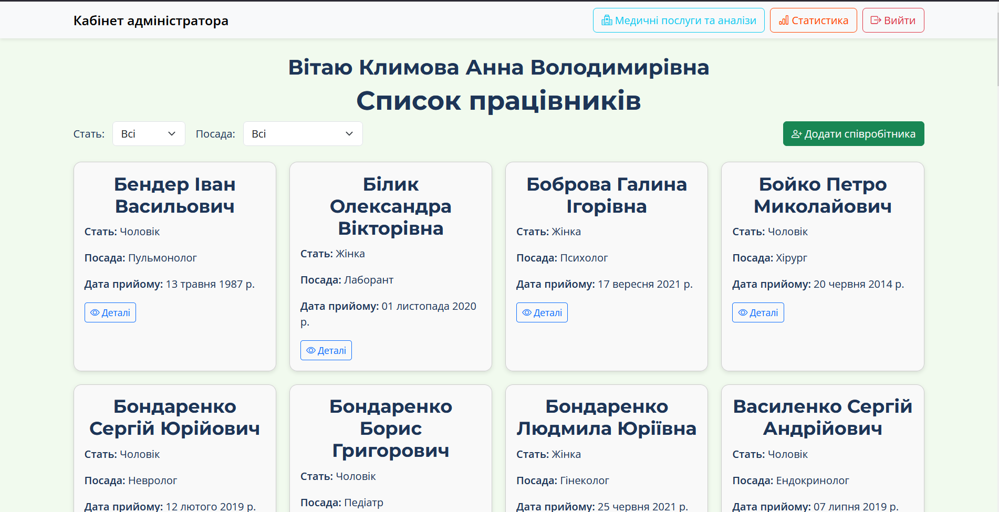 Кабінет адміністратора
Медичні послуги та аналізи
Статистика
Вийти
Вітаю Климова Анна Володимирівна
Список працівників
Стать: Всі
Посада: Всі
Додати співробітника
Бендер Іван
Васильович
Стать: Чоловік
Посада: Пульмонолог
Дата прийому: 13 травня 1987 р.
Деталі
Білик
Олександра
Вікторівна
Стать: Жінка
Посада: Лаборант
Дата прийому: 01 листопада 2020
р.
Деталі
Боброва Галина
Ігорівна
Стать: Жінка
Посада: Психолог
Дата прийому: 17 вересня 2021 р.
Деталі
Бойко Петро
Миколайович
Стать: Чоловік
Посада: Хірург
Дата прийому: 20 червня 2014 р.
Деталі
Бондаренко
Сергій Юрійович
Стать: Чоловік
Посада: Невролог
Дата прийому: 12 лютого 2019 р.
Бондаренко
Борис
Григорович
Стать: Чоловік
Посада: Педіатр
Бондаренко
Людмила Юріївна
Стать: Жінка
Посада: Гінеколог
Дата прийому: 25 червня 2021 р.
Василенко Сергій
Андрійович
Стать: Чоловік
Посада: Ендокринолог
Дата прийому: 07 липня 2019 р.